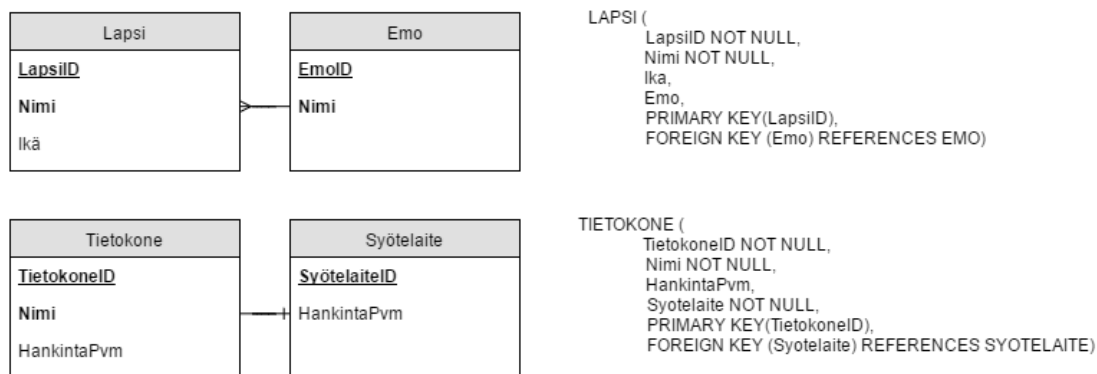 Lapsi
LapsiID
Nimi
Ikä
Emo
EmoID
Nimi
LAPSI (
LapsiID NOT NULL,
Nimi NOT NULL,
Ika,
Emo,
PRIMARY KEY(LapsiID),
FOREIGN KEY (Emo) REFERENCES EMO)
Tietokone
TietokoneID
Nimi
HankintaPvm
Syötelaite
SyötelaiteID
HankintaPvm
TIETOKONE (
TietokoneID NOT NULL,
Nimi NOT NULL,
HankintaPvm,
Syotelaite NOT NULL,
PRIMARY KEY(TietokoneID),
FOREIGN KEY (Syotelaite) REFERENCES SYOTELAITE)